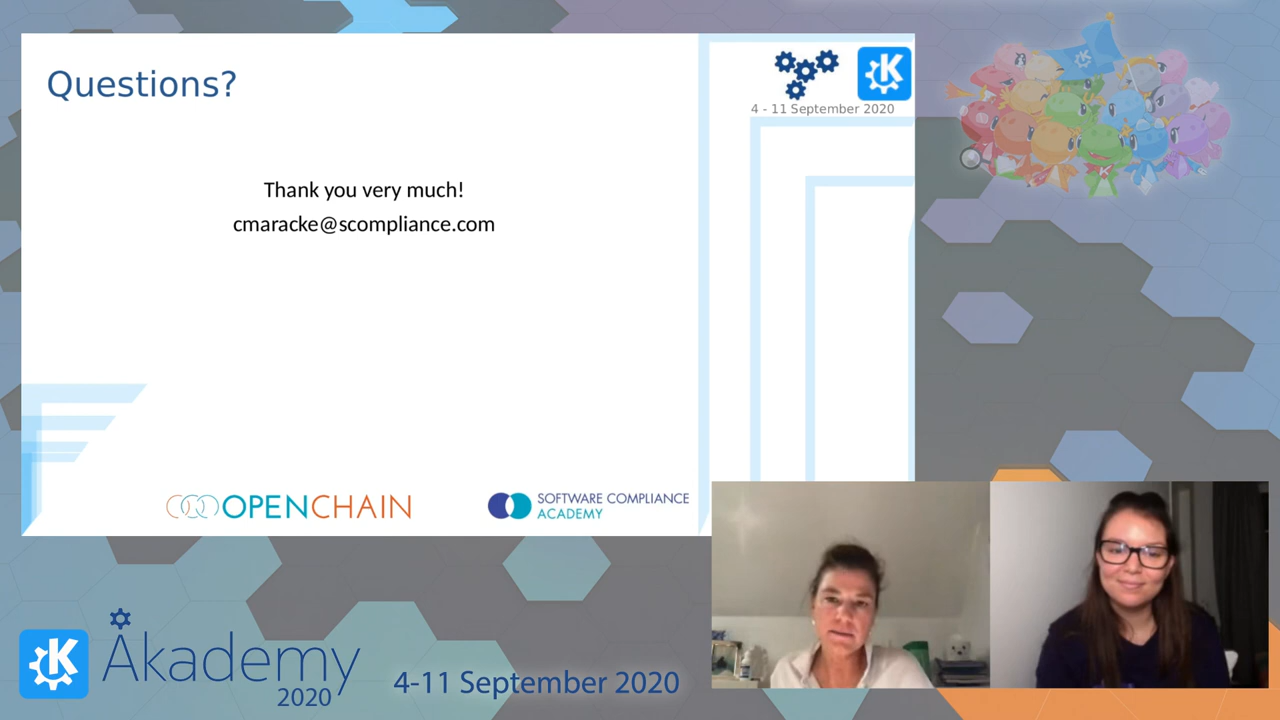 Questions?
4 - 11 September 2020
Thank you very much!
cmaracke@scompliance.com
OPENCHAIN
SOFTWARE COMPLIANCE
ACADEMY
Akademy
2020
4-11 September 2020